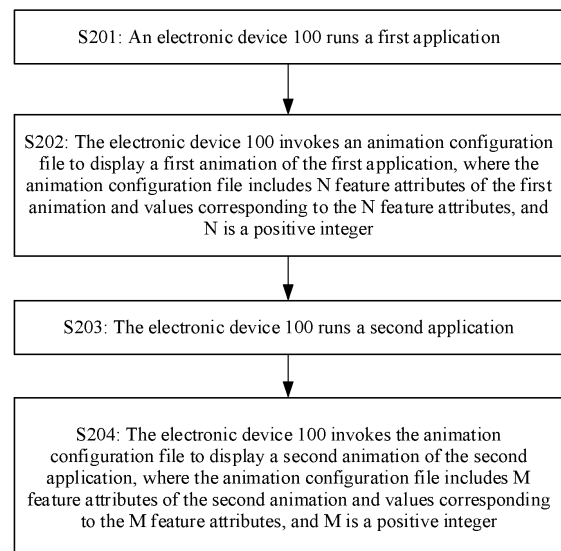 S201: An electronic device 100 runs a first application
S202: The electronic device 100 invokes an animation configuration
file to display a first animation of the first application, where the
animation configuration file includes N feature attributes of the first
animation and values corresponding to the N feature attributes, and
N is a positive integer
S203: The electronic device 100 runs a second application
S204: The electronic device 100 invokes the animation
configuration file to display a second animation of the second
application, where the animation configuration file includes M
feature attributes of the second animation and values corresponding
to the M feature attributes, and M is a positive integer